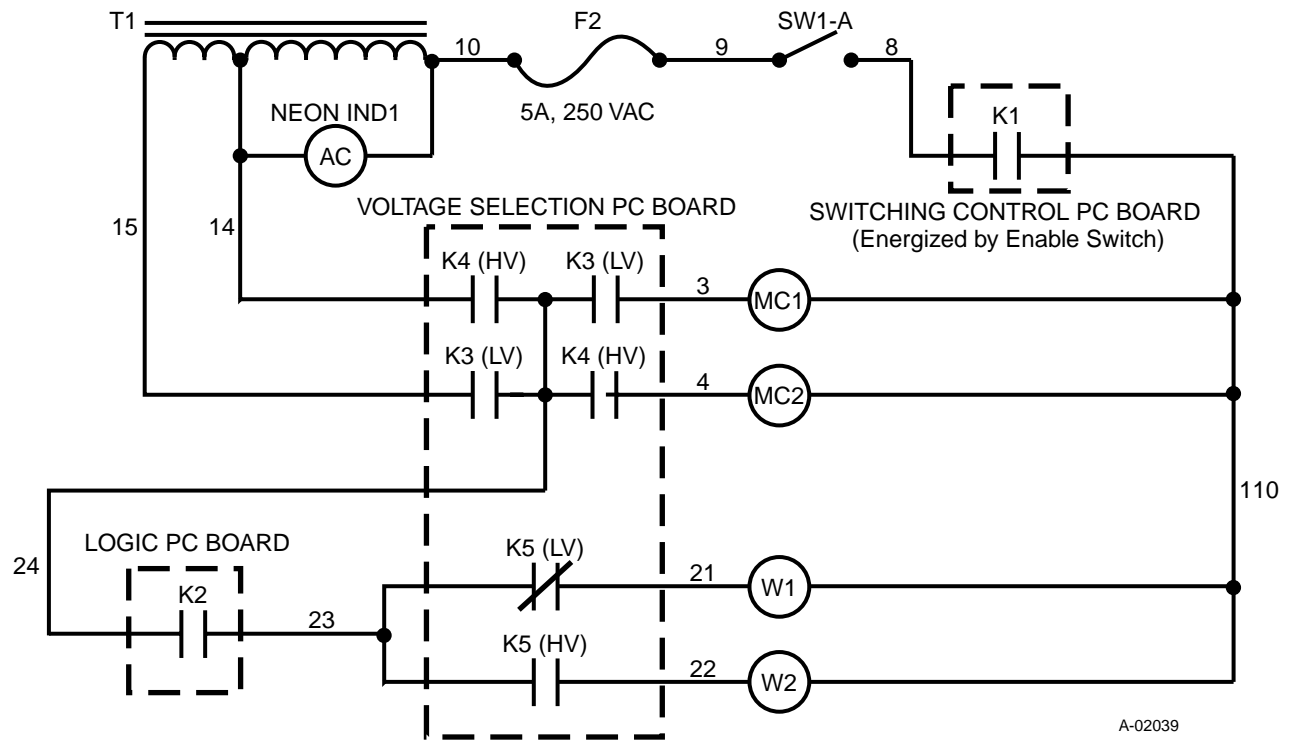 T1
10
F2
9
SW1-A
8
NEON IND1
AC
5A, 250 VAC
K1
15
14
VOLTAGE SELECTION PC BOARD
SWITCHING CONTROL PC BOARD
(Energized by Enable Switch)
K4 (HV)
K3 (LV)
3
MC1
K3 (LV)
K4 (HV)
4
MC2
110
24
LOGIC PC BOARD
K2
23
K5 (LV)
21
W1
K5 (HV)
22
W2
A-02039